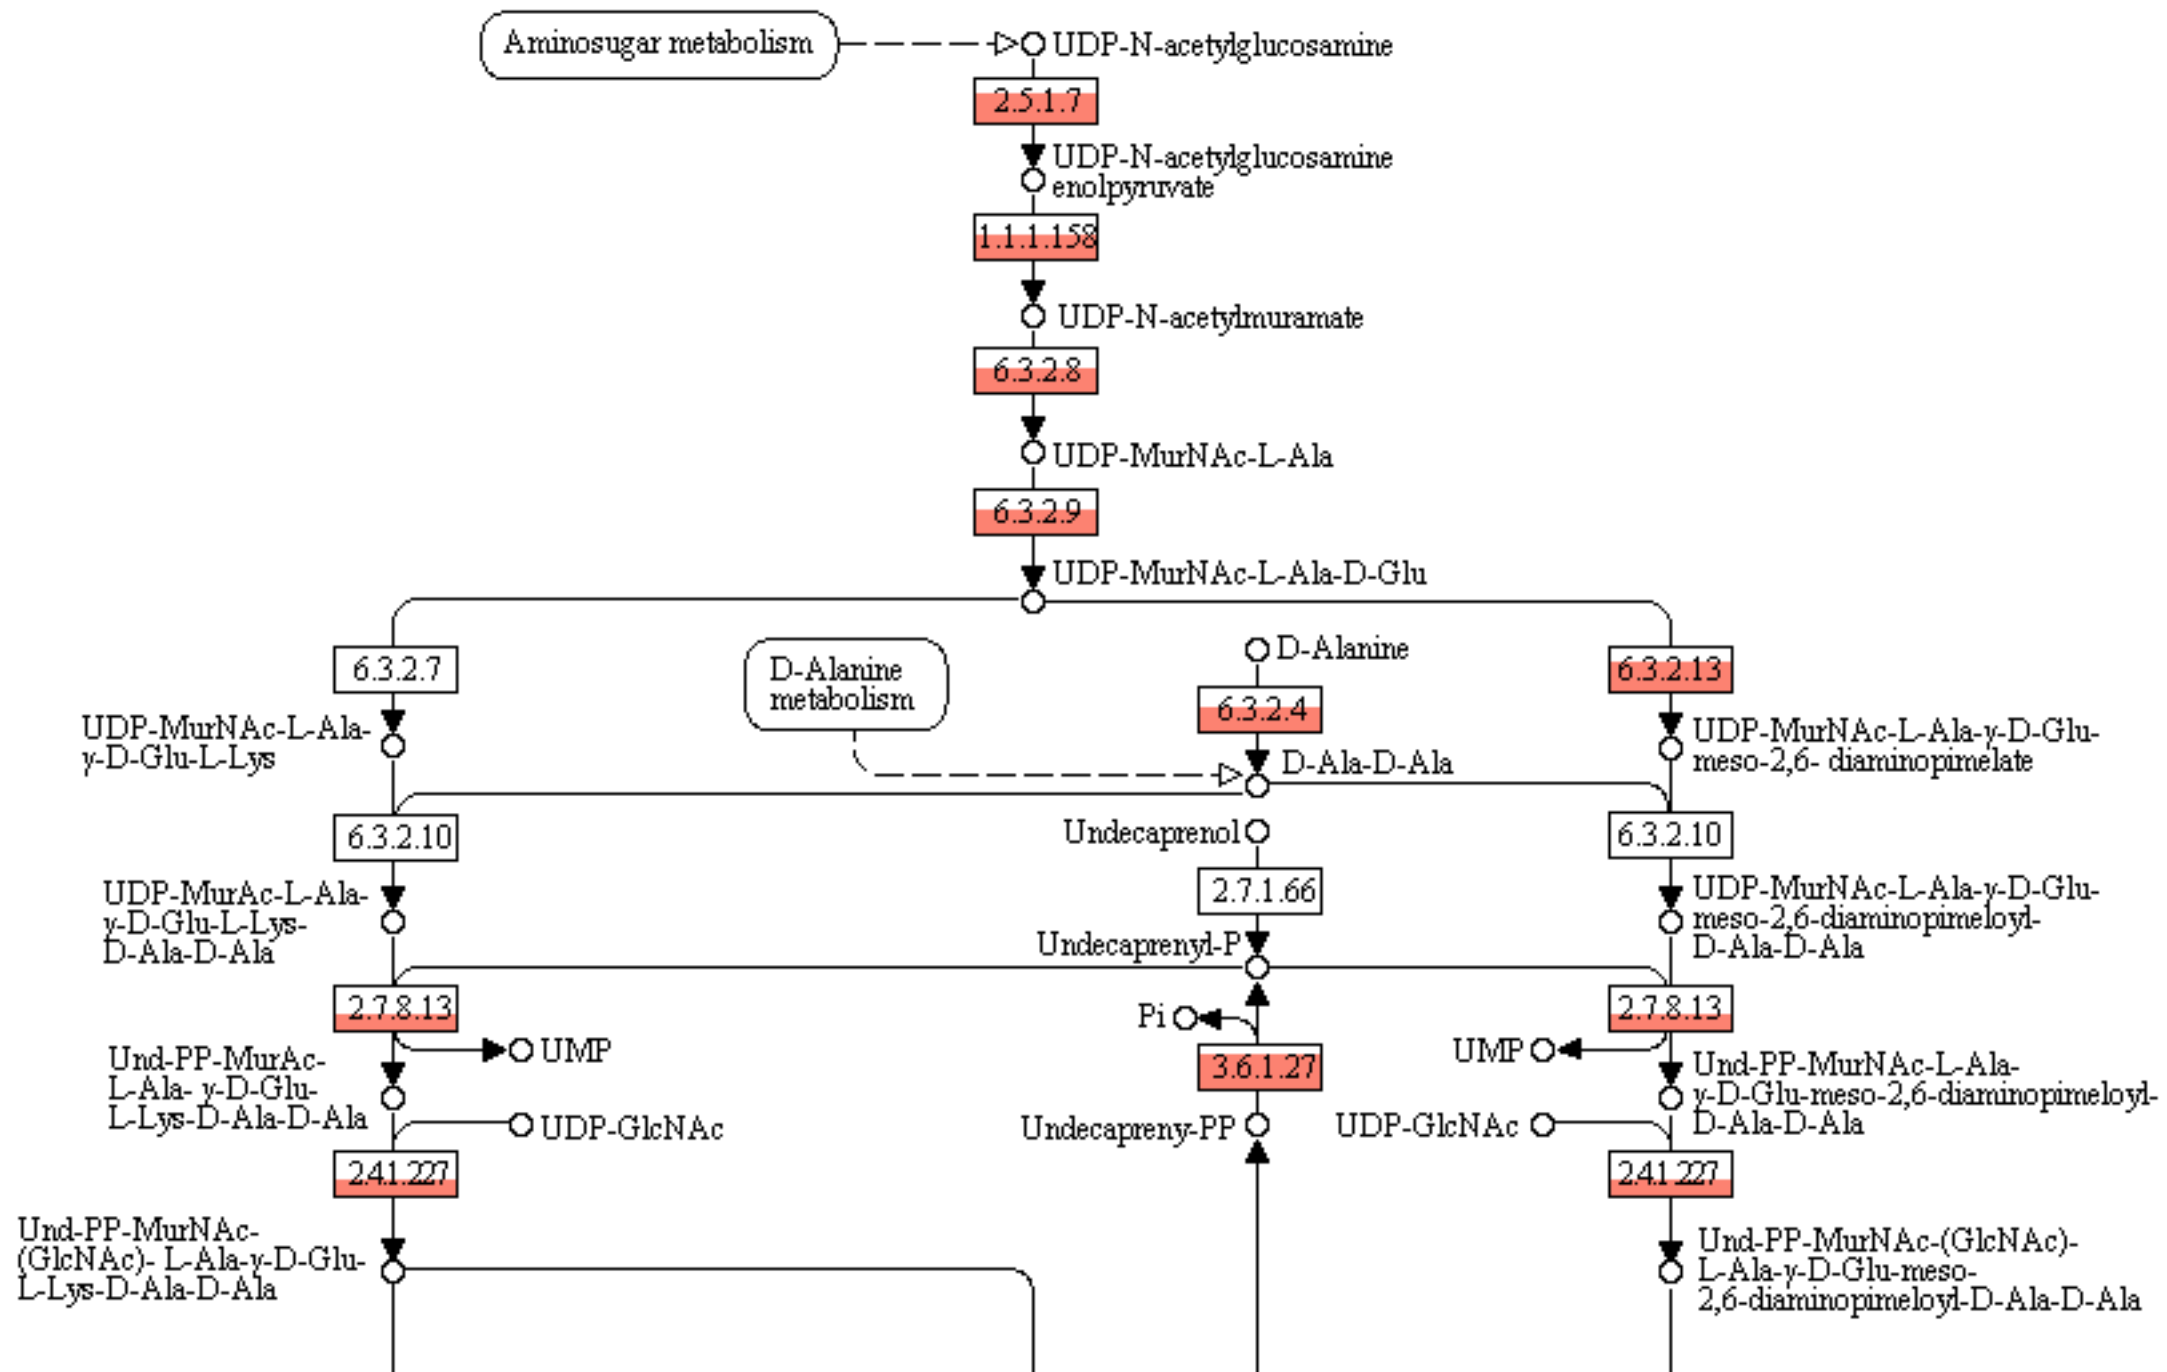 Aminosugar metabolism
UDP-N-acetylglucosamine
2.5.1.7
UDP-N-acetylglucosamine
enolpyruvate
1.1.1.158
UDP-N-acetylmuramate
6.3.2.8
UDP-MurNAc-L-Ala
6.3.2.9
UDP-MurNAc-L-Ala-D-Glu
6.3.2.7
D-Alanine
metabolism
D-Alanine
6.3.2.13
6.3.2.4
UDP-MurNAc-L-Ala-
γ-D-Glu-L-Lys
D-Ala-D-Ala
UDP-MurNAc-L-Ala-γ-D-Glu-
meso-2,6- diaminopimelate
6.3.2.10
Undecaprenol
6.3.2.10
2.7.1.66
UDP-MurAc-L-Ala-
γ-D-Glu-L-Lys-
D-Ala-D-Ala
Undecaprenyl-P
UDP-MurNAc-L-Ala-γ-D-Glu-
meso-2,6-diaminopimeloyl-
D-Ala-D-Ala
2.7.8.13
Pi
2.7.8.13
UMP
3.6.1.27
UMP
Und-PP-MurAc-
L-Ala- γ-D-Glu-
L-Lys-D-Ala-D-Ala
Und-PP-MurNAc-L-Ala-
γ-D-Glu-meso-2,6-diaminopimeloyl-
D-Ala-D-Ala
UDP-GlcNAc
Undecapreny-PP
UDP-GlcNAc
2.4.1.227
2.4.1.227
Und-PP-MurNAc-
(GlcNAc)- L-Ala-γ-D-Glu-
L-Lys-D-Ala-D-Ala
Und-PP-MurNAc-(GlcNAc)-
L-Ala-γ-D-Glu-meso-
2,6-diaminopimeloyl-D-Ala-D-Ala